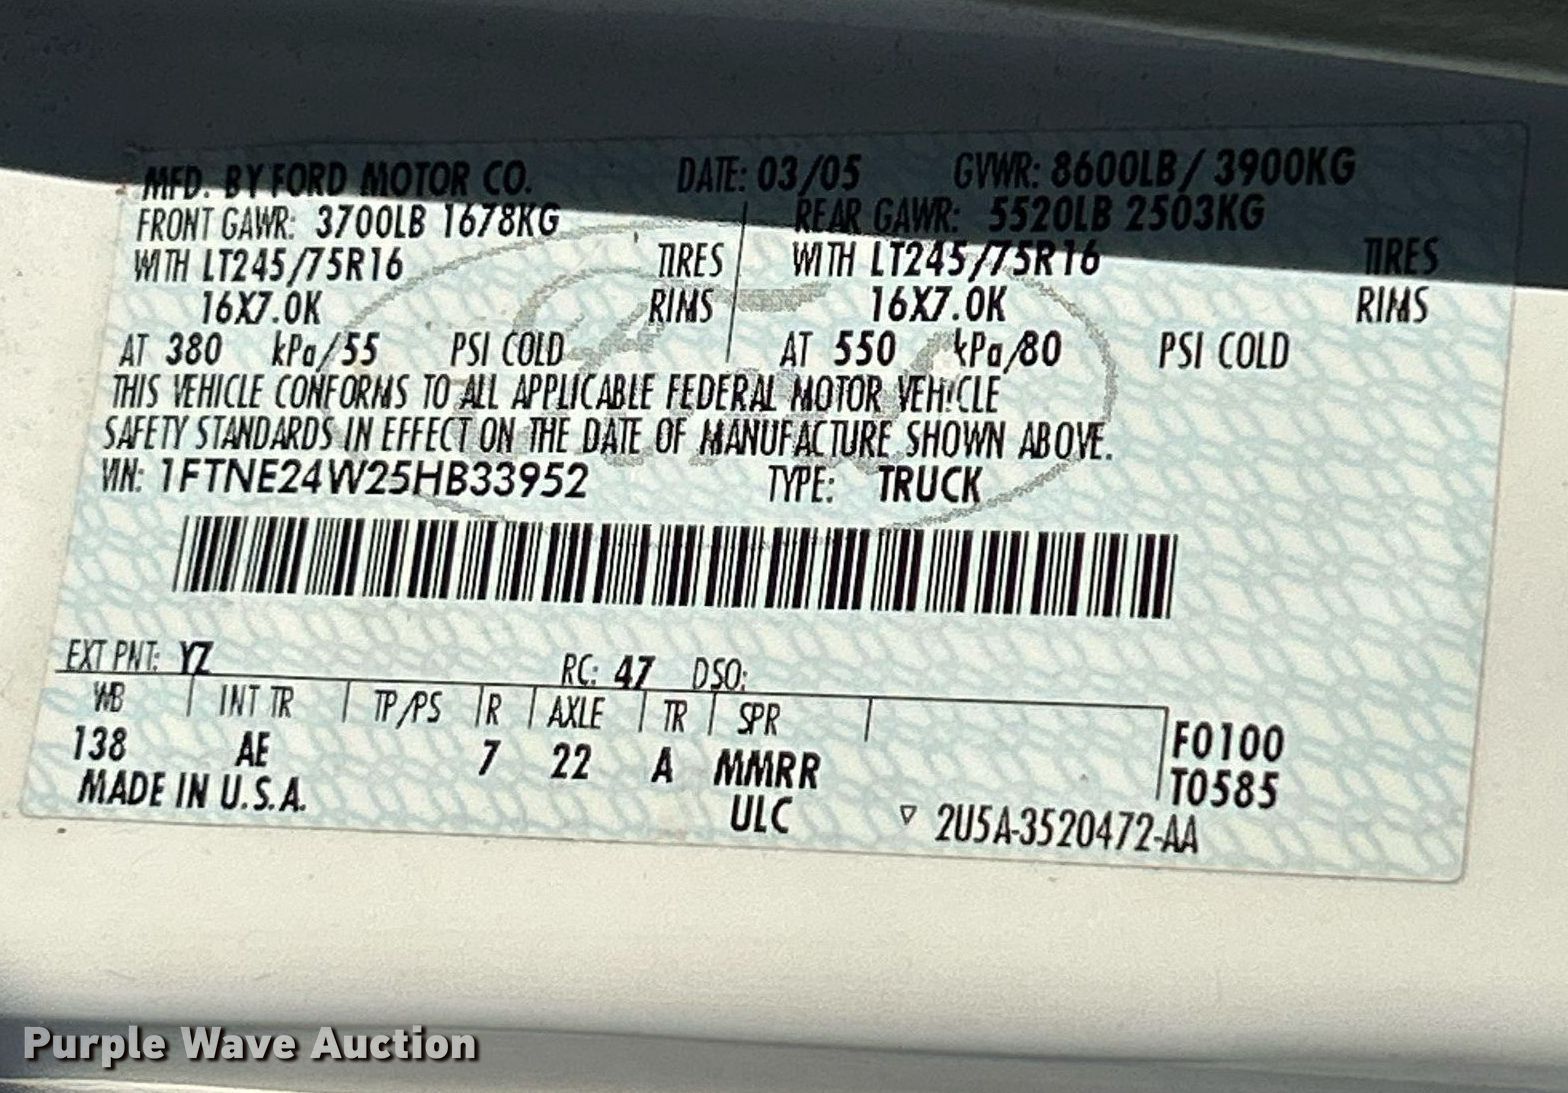 MFD. BY FORD MOTOR CO. DATE: 03/05 GVWR: 8600LB / 3900KG
FRONT GAWR: 3700LB 1678KG REAR GAWR: 5520LB 2503KG
WITH LT245/75R16 TIRES WITH LT245/75R16 TIRES
16X7.0K RIMS 16X7.0K RIMS
AT 380 kPa/55 PSI COLD AT 550 kPa/80 PSI COLD
THIS VEHICLE CONFORMS TO ALL APPLICABLE FEDERAL MOTOR VEHICLE
SAFETY STANDARDS IN EFFECT ON THE DATE OF MANUFACTURE SHOWN ABOVE.
VIN: 1FTNE24W25HB33952 TYPE: TRUCK
EXT PNT: YZ RC: 47 DSO:
WB INT TR TP/PS R AXLE TR SPR
138 AE 7 22 A MMRR F0100
MADE IN U.S.A. ULC T0585
▽ 2U5A-3520472-AA
Ford
Purple Wave Auction